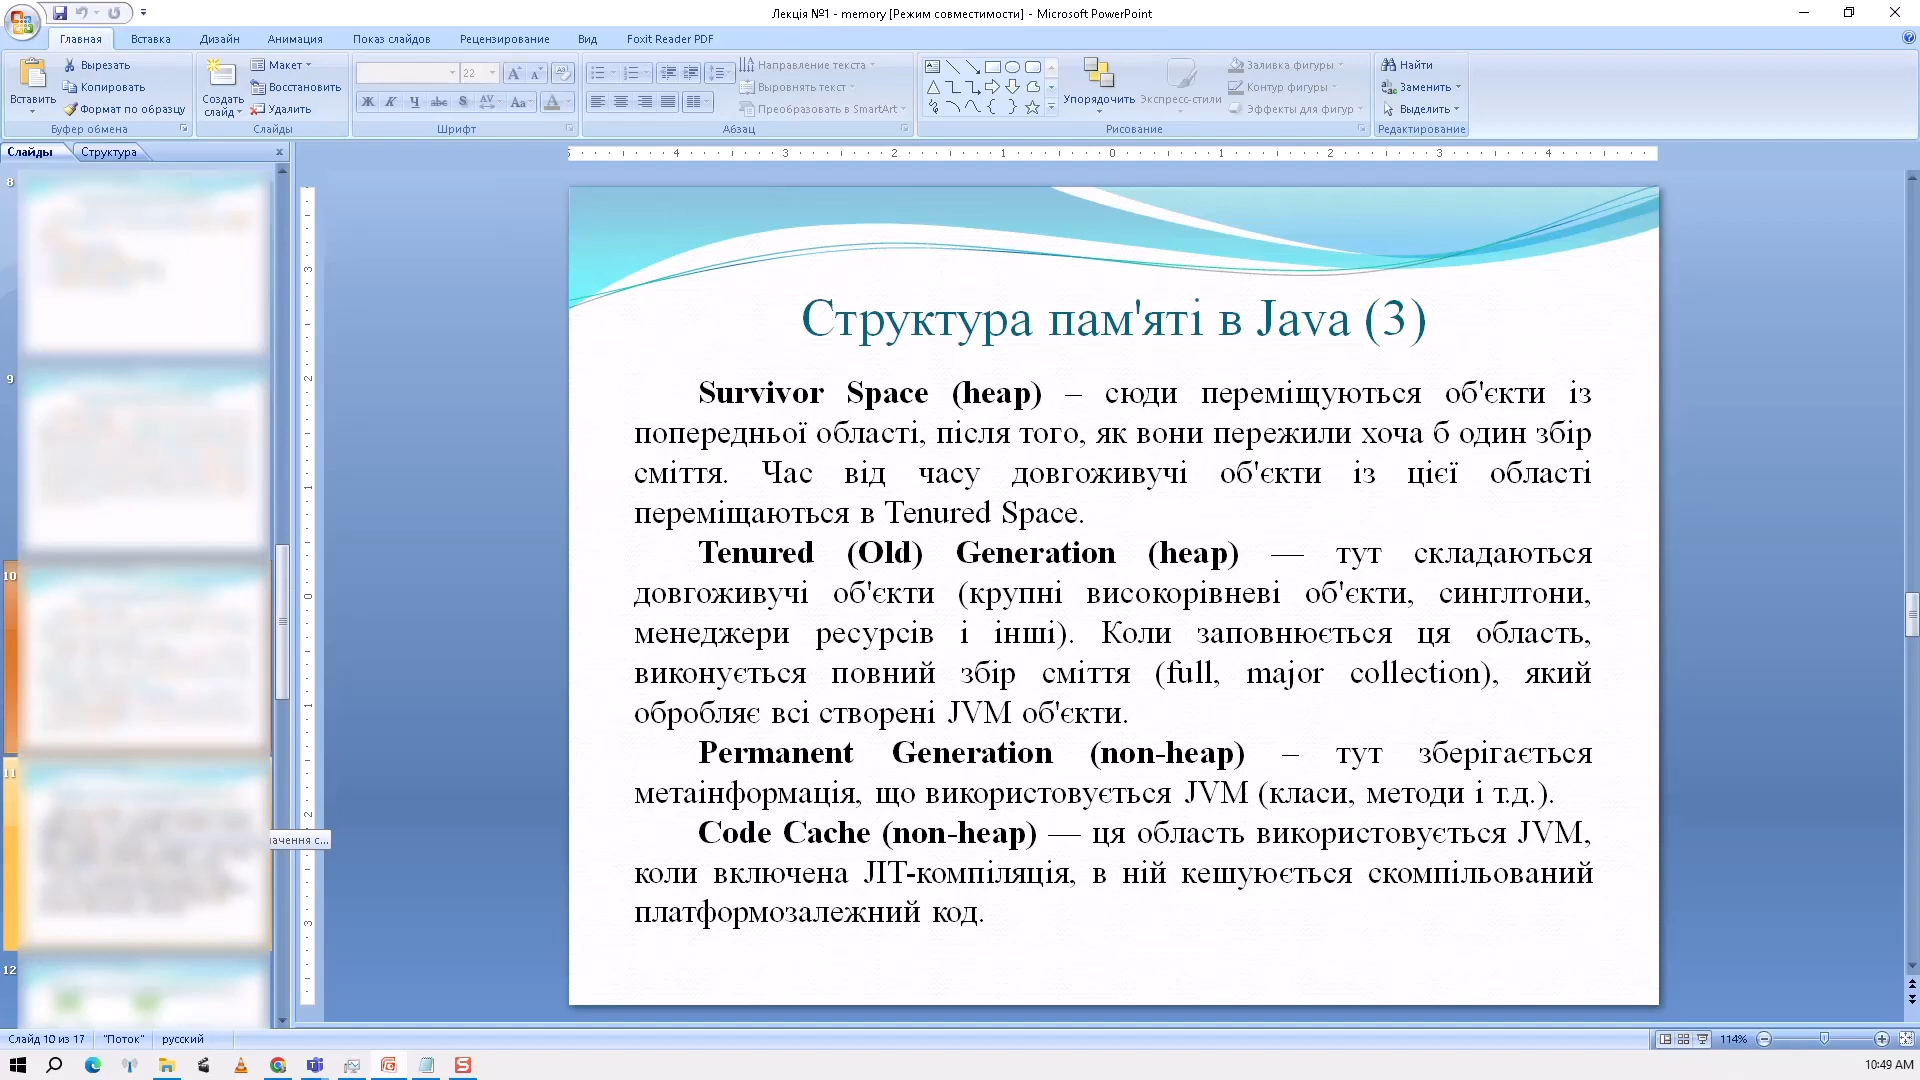 Лекція №1 - memory [Режим совместимости] - Microsoft PowerPoint
Главная Вставка Дизайн Анимация Показ слайдов Рецензирование Вид Foxit Reader PDF
Вставить
Вырезать
Копировать
Формат по образцу
Буфер обмена
Создать слайд
Макет
Восстановить
Удалить
Слайды
22
Шрифт
Направление текста
Выровнять текст
Преобразовать в SmartArt
Абзац
Упорядочить
Экспресс-стили
Заливка фигуры
Контур фигуры
Эффекты для фигур
Рисование
Найти
Заменить
Выделить
Редактирование
Слайды Структура
8
9
10
11
12
ачення с...
Структура пам'яті в Java (3)
Survivor Space (heap) – сюди переміщуються об'єкти із
попередньої області, після того, як вони пережили хоча б один збір
сміття. Час від часу довгоживучі об'єкти із цієї області
переміщаються в Tenured Space.
Tenured (Old) Generation (heap) — тут складаються
довгоживучі об'єкти (крупні високорівневі об'єкти, синглтони,
менеджери ресурсів і інші). Коли заповнюється ця область,
виконується повний збір сміття (full, major collection), який
обробляє всі створені JVM об'єкти.
Permanent Generation (non-heap) – тут зберігається
метаінформація, що використовується JVM (класи, методи і т.д.).
Code Cache (non-heap) — ця область використовується JVM,
коли включена JIT-компіляція, в ній кешуюється скомпільований
платформозалежний код.
Слайд 10 из 17 "Поток" русский
114%
10:49 AM